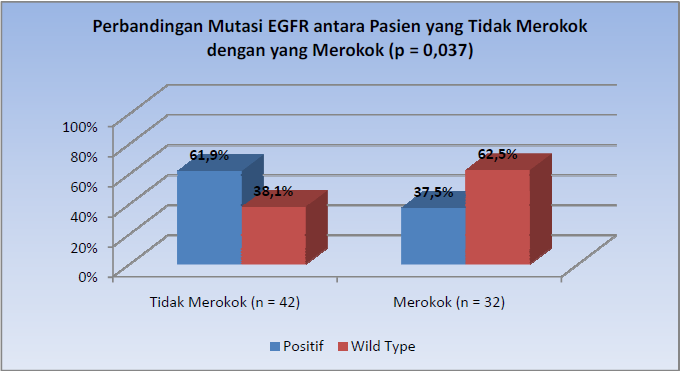 Perbandingan Mutasi EGFR antara Pasien yang Tidak Merokok
dengan yang Merokok (p = 0,037)
100%
80%
60%
40%
20%
0%
61,9%
38,1%
37,5%
62,5%
Tidak Merokok (n = 42)
Merokok (n = 32)
Positif
Wild Type